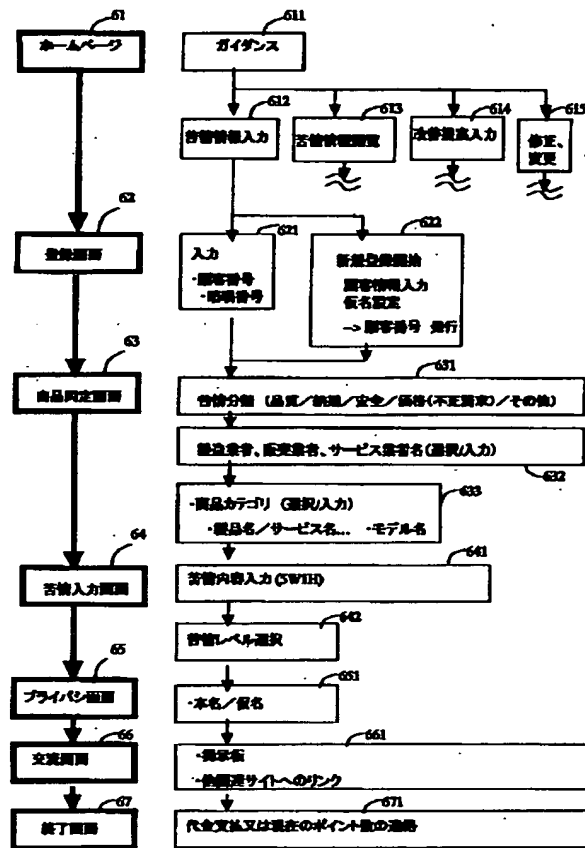 61
ホームページ
611
ガイダンス
612
苦情情報入力
613
苦情情報閲覧
614
改善提案入力
615
修正、
変更
62
登録画面
621
入力
・顧客番号
・暗唱番号
622
新規登録開始
顧客情報入力
仮名設定
--> 顧客番号 発行
63
商品同定画面
631
苦情分類 (品質/納期/安全/価格(不正請求)/その他)
製造業者、販売業者、サービス業者名(選択/入力)
632
・商品カテゴリ (選択/入力)
・製品名/サービス名... ・モデル名
633
64
苦情入力画面
641
苦情内容入力(5W1H)
642
苦情レベル選択
65
プライバシ画面
651
・本名/仮名
66
交流画面
661
・掲示板
・他関連サイトへのリンク
67
終了画面
671
代金支払又は現在のポイント数の連絡